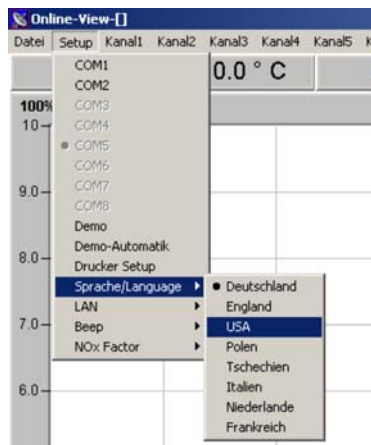 Online-View-[]
Datei Setup Kanal1 Kanal2 Kanal3 Kanal4 Kanal5
0.0 ° C
COM1
COM2
COM3
COM4
COM5
COM6
COM7
COM8
Demo
Demo-Automatik
Drucker Setup
Sprache/Language
LAN
Beep
NOx Factor
Deutschland
England
USA
Polen
Tschechien
Italien
Niederlande
Frankreich
100%
10
9.0
8.0
7.0
6.0